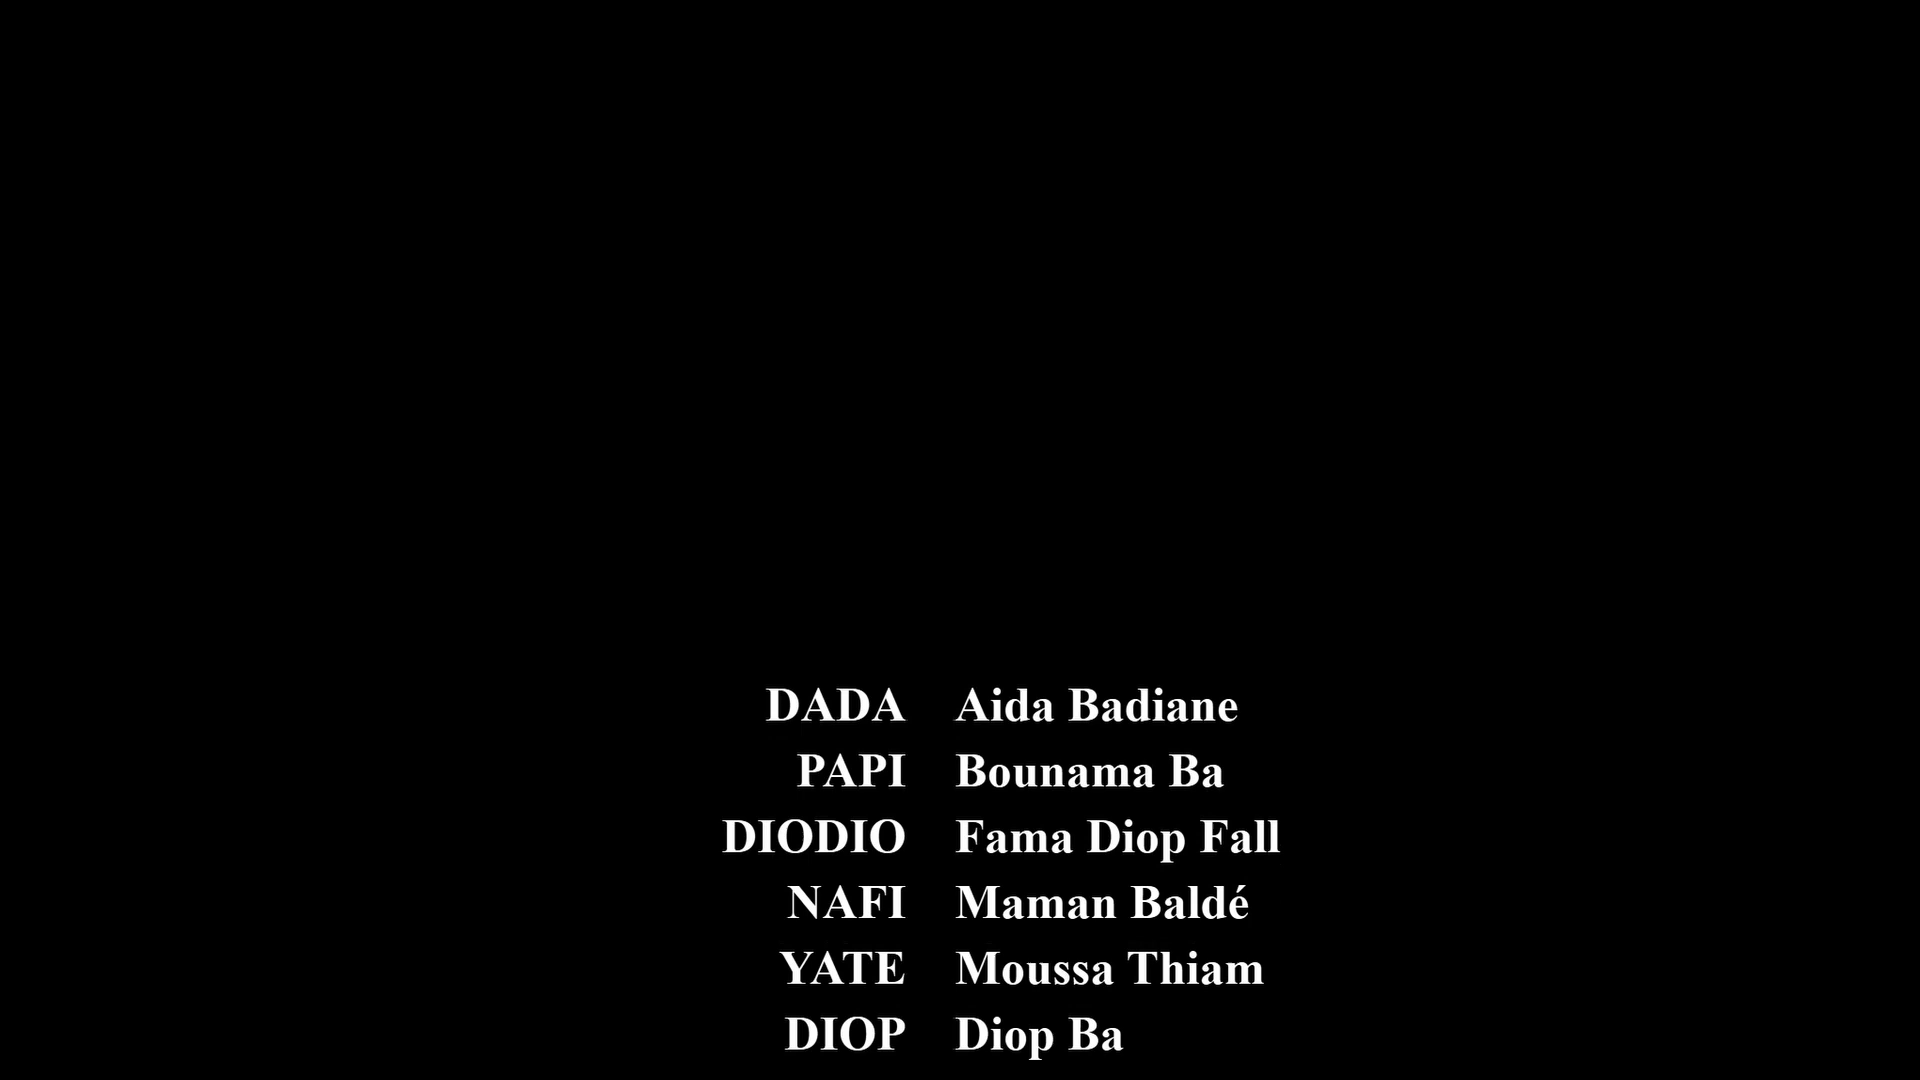 DADA Aida Badiane
PAPI Bounama Ba
DIODIO Fama Diop Fall
NAFI Maman Baldé
YATE Moussa Thiam
DIOP Diop Ba